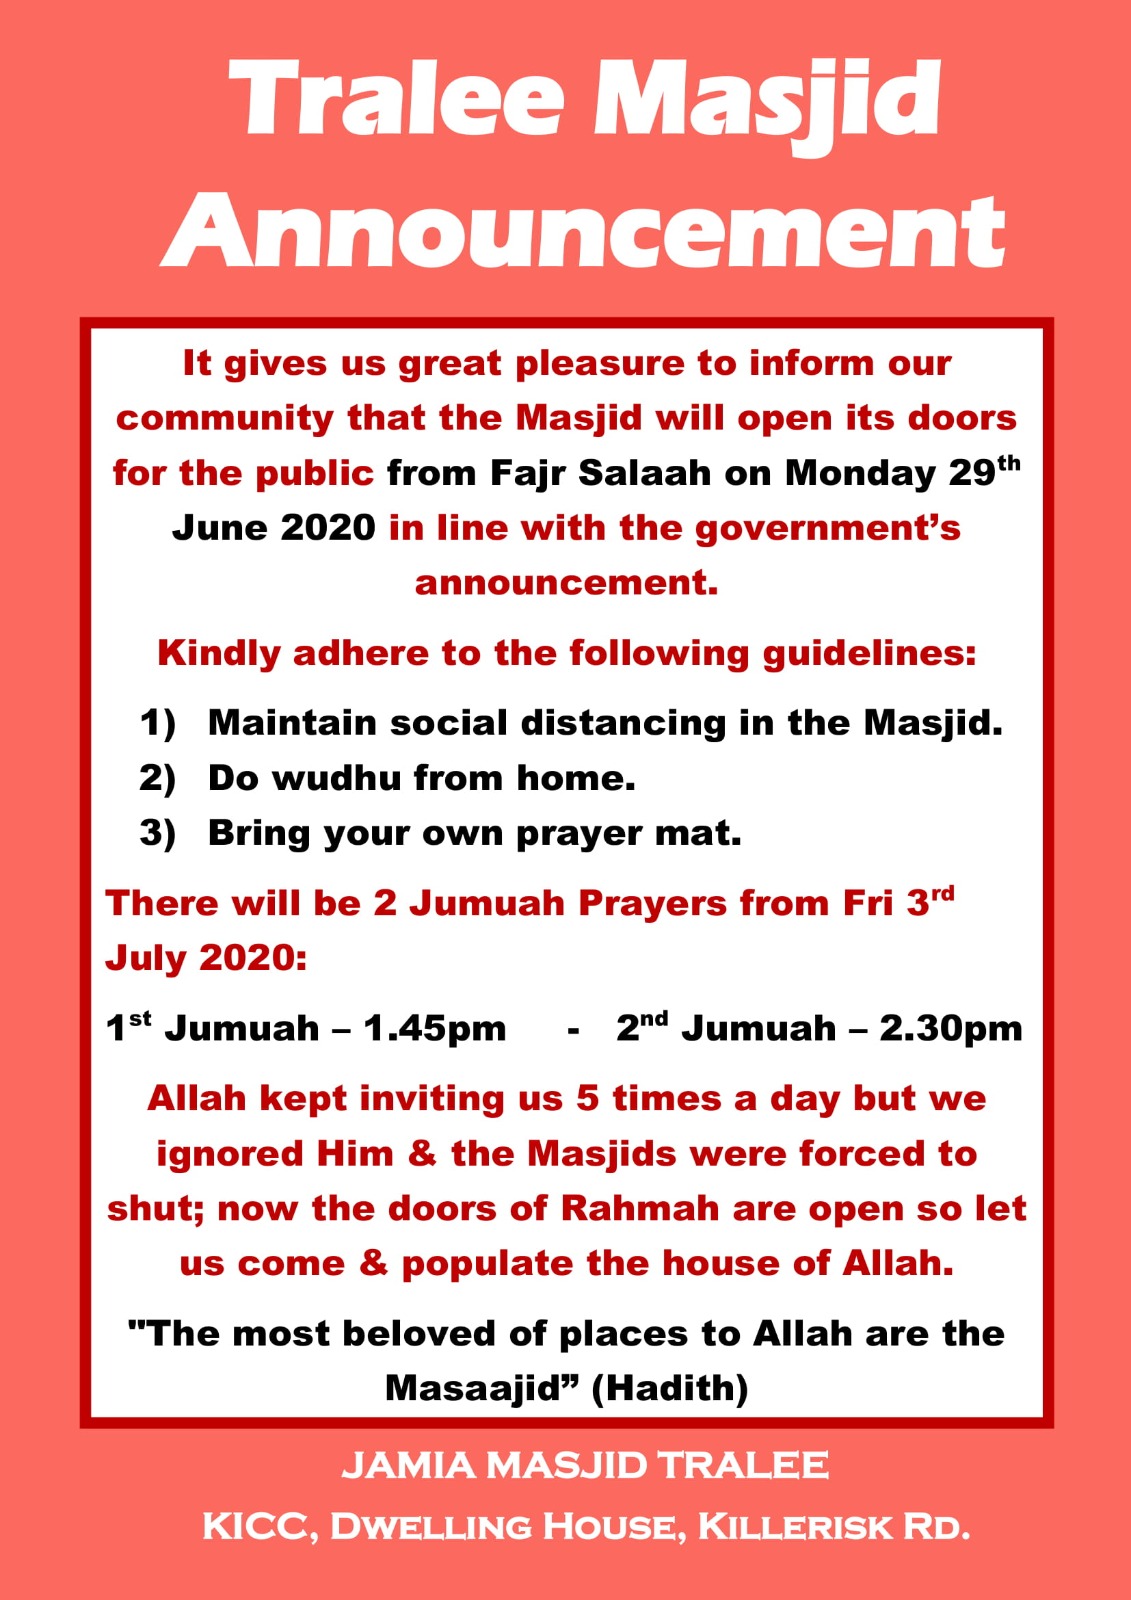 Tralee Masjid
Announcement
It gives us great pleasure to inform our
community that the Masjid will open its doors
for the public from Fajr Salaah on Monday 29th
June 2020 in line with the government’s
announcement.
Kindly adhere to the following guidelines:
1) Maintain social distancing in the Masjid.
2) Do wudhu from home.
3) Bring your own prayer mat.
There will be 2 Jumuah Prayers from Fri 3rd
July 2020:
1st Jumuah – 1.45pm - 2nd Jumuah – 2.30pm
Allah kept inviting us 5 times a day but we
ignored Him & the Masjids were forced to
shut; now the doors of Rahmah are open so let
us come & populate the house of Allah.
"The most beloved of places to Allah are the
Masaajid” (Hadith)
JAMIA MASJID TRALEE
KICC, Dwelling House, Killerisk Rd.